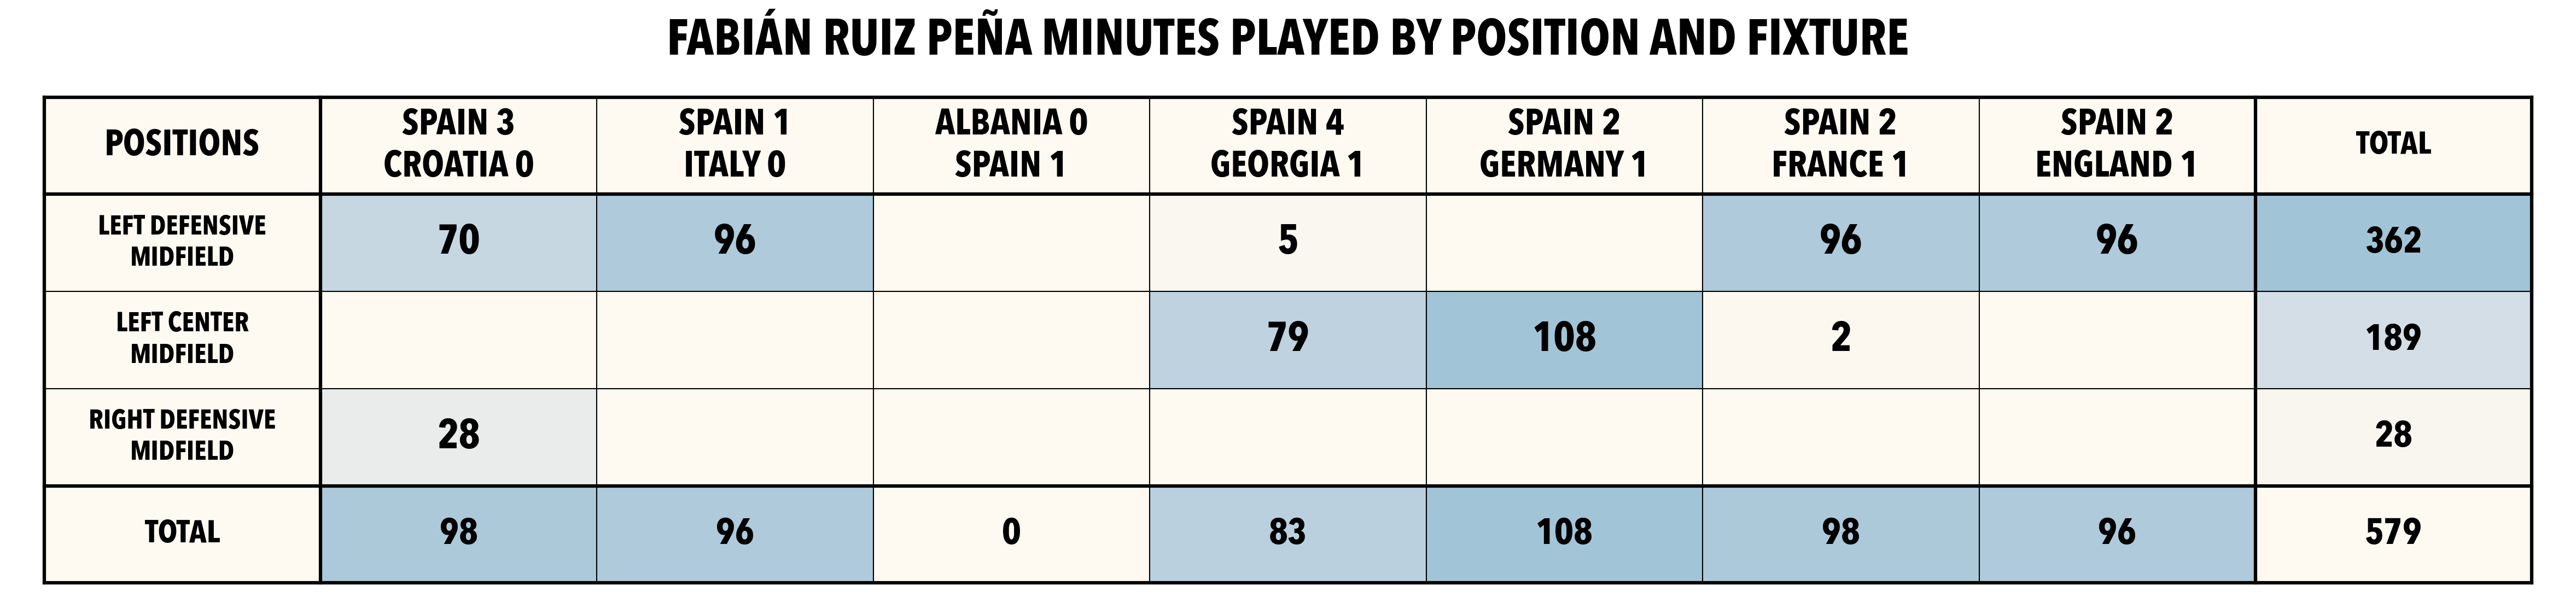 FABIÁN RUIZ PEÑA MINUTES PLAYED BY POSITION AND FIXTURE
POSITIONS
SPAIN 3
CROATIA 0
SPAIN 1
ITALY 0
ALBANIA 0
SPAIN 1
SPAIN 4
GEORGIA 1
SPAIN 2
GERMANY 1
SPAIN 2
FRANCE 1
SPAIN 2
ENGLAND 1
TOTAL
LEFT DEFENSIVE
MIDFIELD
70
96
5
96
96
362
LEFT CENTER
MIDFIELD
79
108
2
189
RIGHT DEFENSIVE
MIDFIELD
28
28
TOTAL
98
96
0
83
108
98
96
579